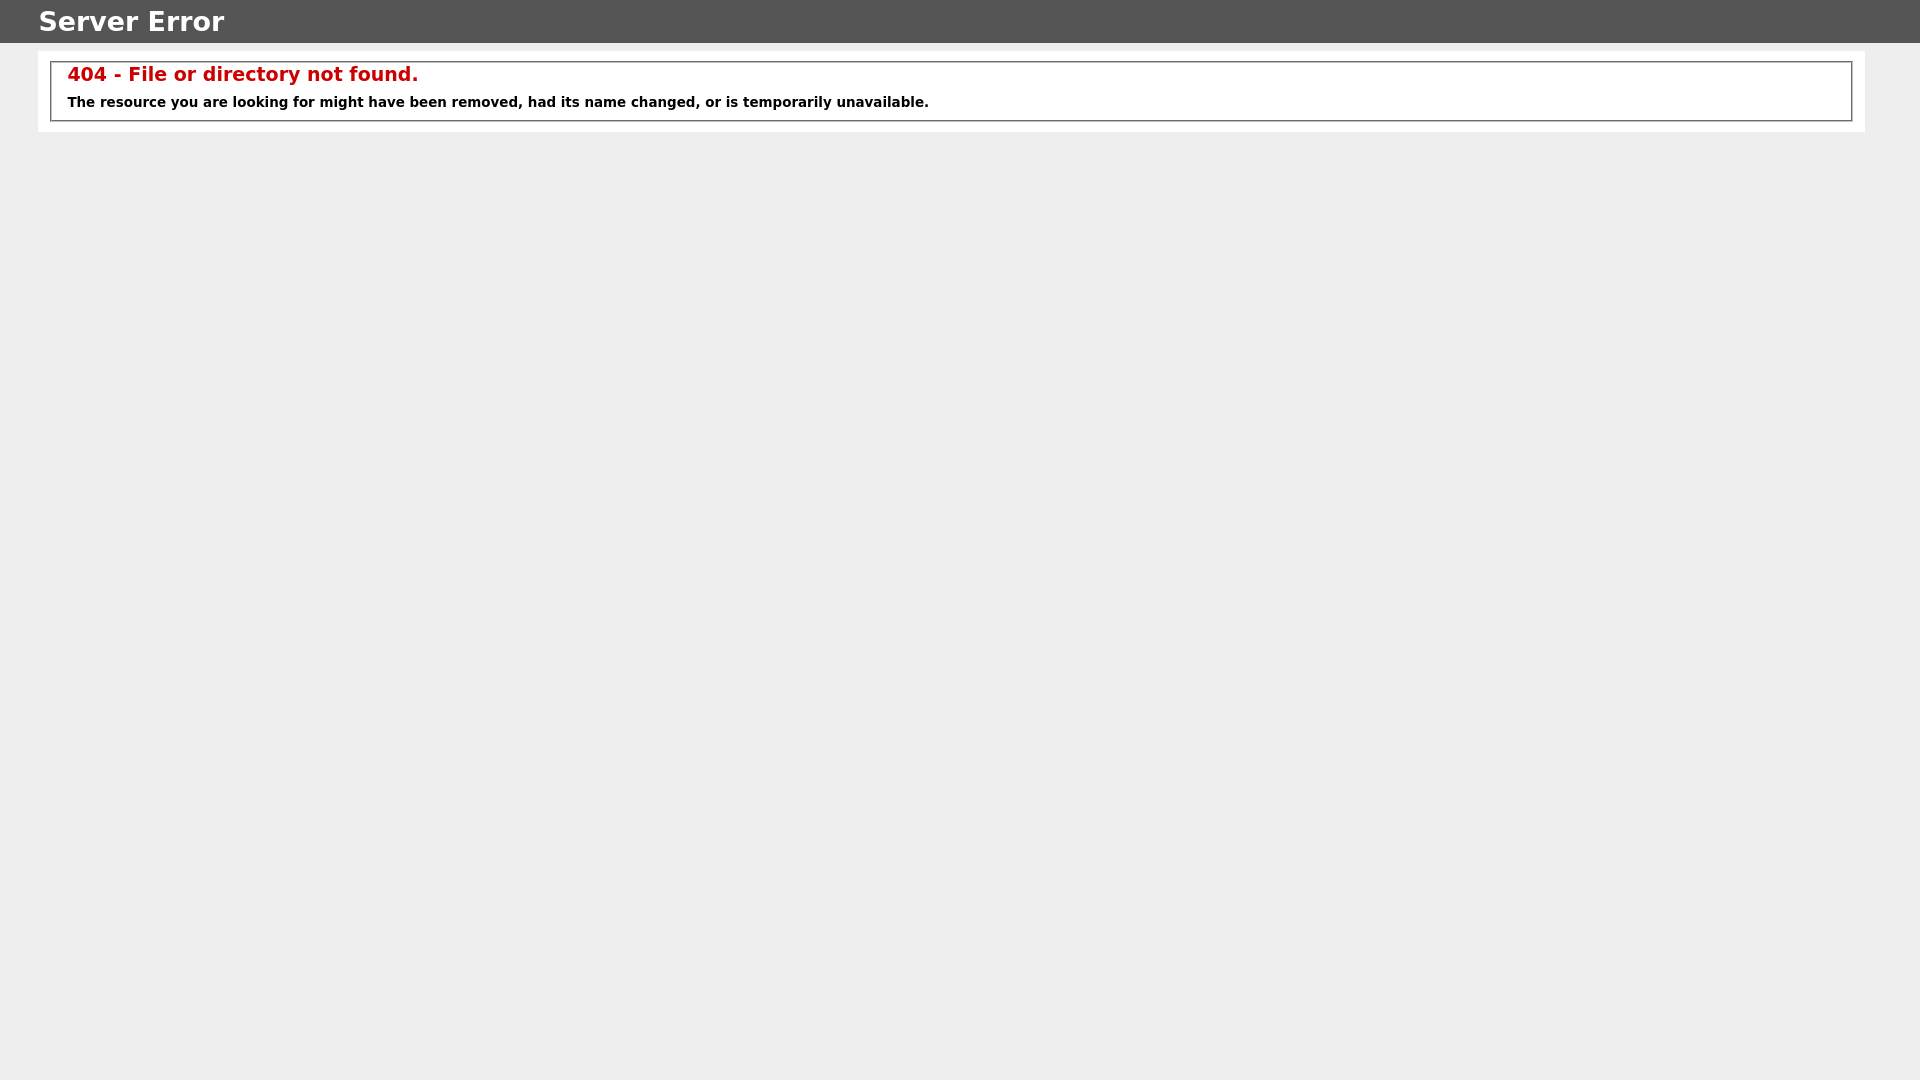 Server Error
404 - File or directory not found.
The resource you are looking for might have been removed, had its name changed, or is temporarily unavailable.